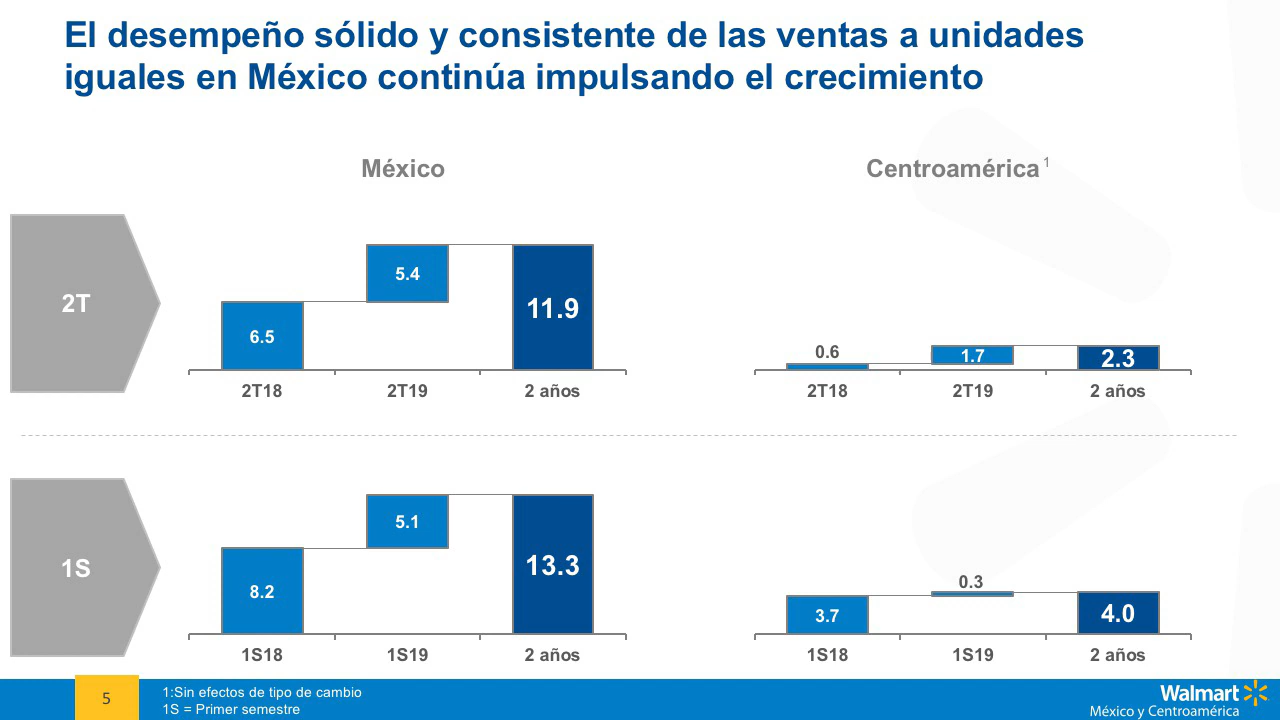 El desempeño sólido y consistente de las ventas a unidades
iguales en México continúa impulsando el crecimiento
México
Centroamérica 1
2T
6.5
5.4
11.9
2T18
2T19
2 años
0.6
1.7
2.3
2T18
2T19
2 años
1S
8.2
5.1
13.3
1S18
1S19
2 años
3.7
0.3
4.0
1S18
1S19
2 años
5
1:Sin efectos de tipo de cambio
1S = Primer semestre
Walmart
México y Centroamérica